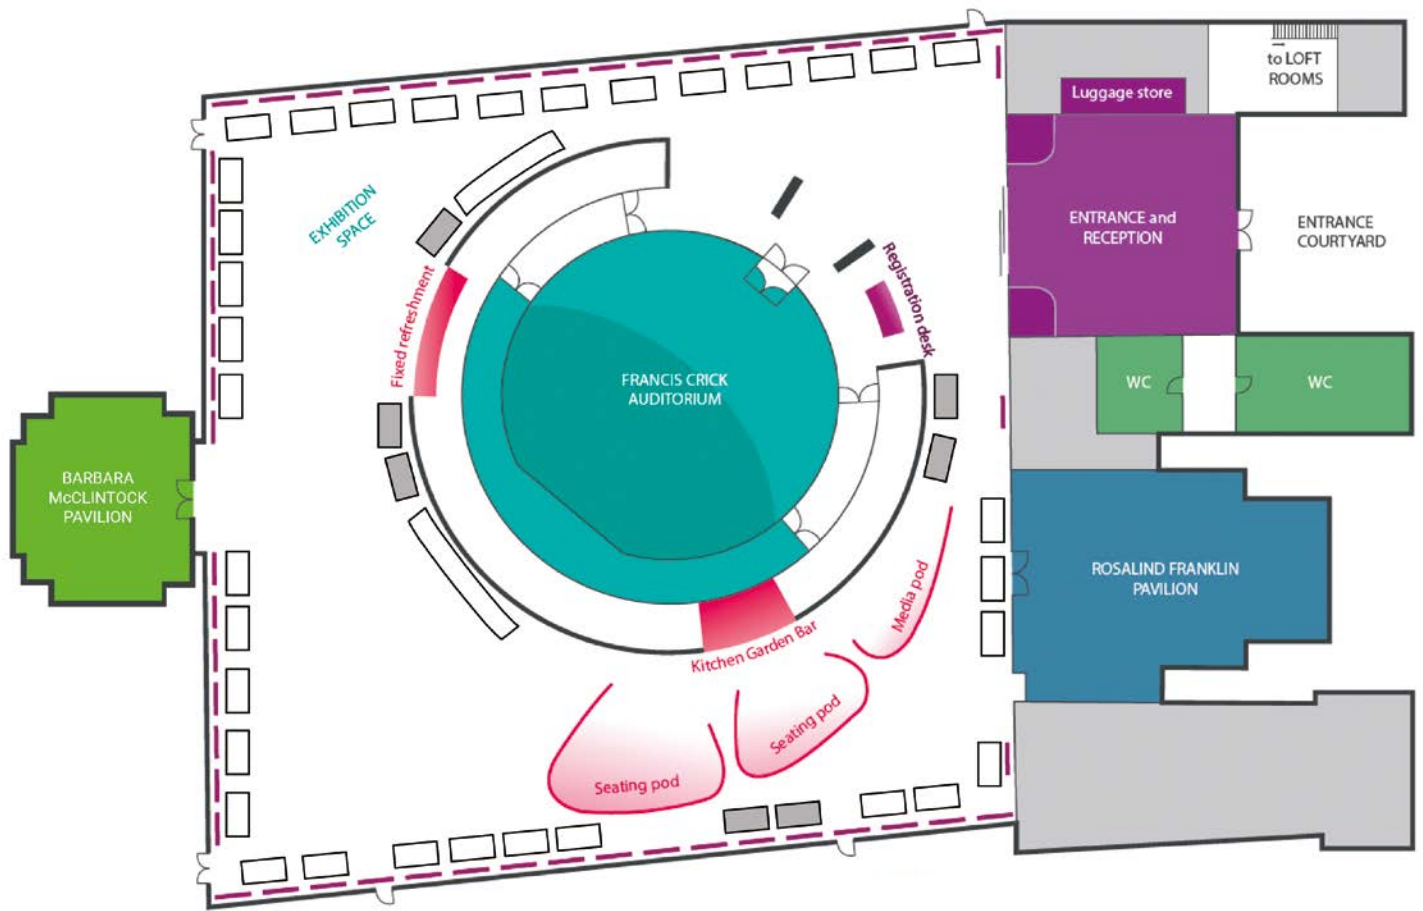 to LOFT
ROOMS
Luggage store
EXHIBITION
SPACE
ENTRANCE and
RECEPTION
ENTRANCE
COURTYARD
Registration desk
Fixed refreshment
FRANCIS CRICK
AUDITORIUM
WC
WC
BARBARA
McCLINTOCK
PAVILION
ROSALIND FRANKLIN
PAVILION
Media pod
Kitchen Garden Bar
Seating pod
Seating pod